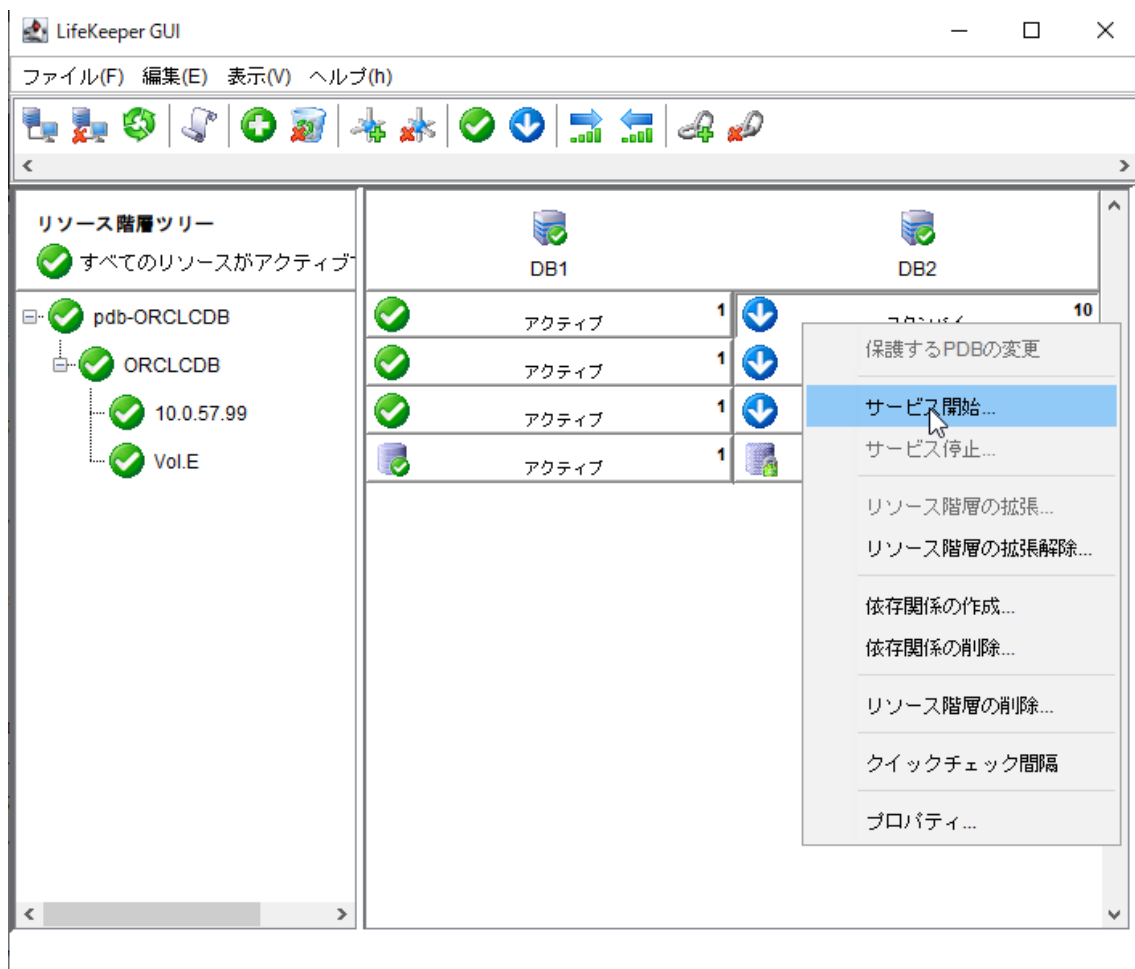 LifeKeeper GUI
ファイル(F) 編集(E) 表示(V) ヘルプ(h)
リソース階層ツリー
すべてのリソースがアクティブ
DB1
DB2
pdb-ORCLCDB
アクティブ 1
10
ORCLCDB
アクティブ 1
10.0.57.99
アクティブ 1
Vol.E
アクティブ 1
保護するPDBの変更
サービス開始...
サービス停止...
リソース階層の拡張...
リソース階層の拡張解除...
依存関係の作成...
依存関係の削除...
リソース階層の削除...
クイックチェック間隔
プロパティ...